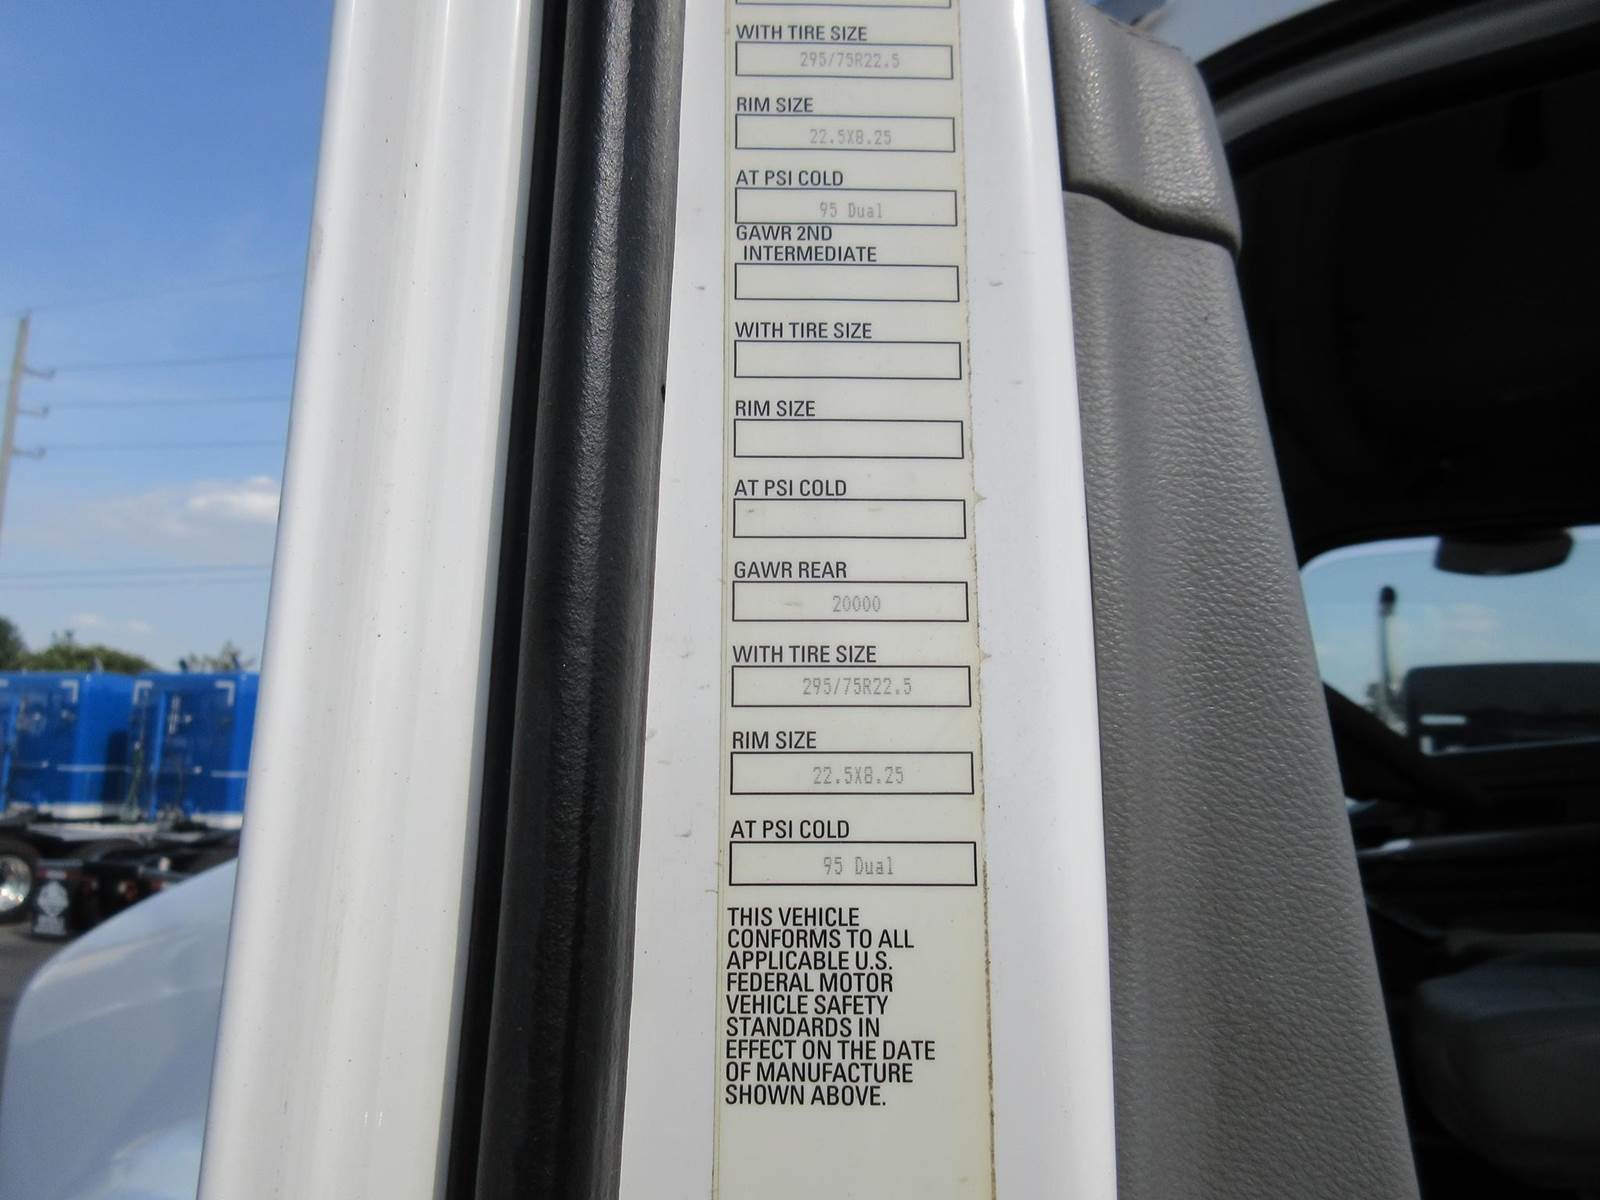 WITH TIRE SIZE
295/75R22.5
RIM SIZE
22.5X8.25
AT PSI COLD
95 Dual
GAWR 2ND
INTERMEDIATE
WITH TIRE SIZE
RIM SIZE
AT PSI COLD
GAWR REAR
20000
WITH TIRE SIZE
295/75R22.5
RIM SIZE
22.5X8.25
AT PSI COLD
95 Dual
THIS VEHICLE
CONFORMS TO ALL
APPLICABLE U.S.
FEDERAL MOTOR
VEHICLE SAFETY
STANDARDS IN
EFFECT ON THE DATE
OF MANUFACTURE
SHOWN ABOVE.